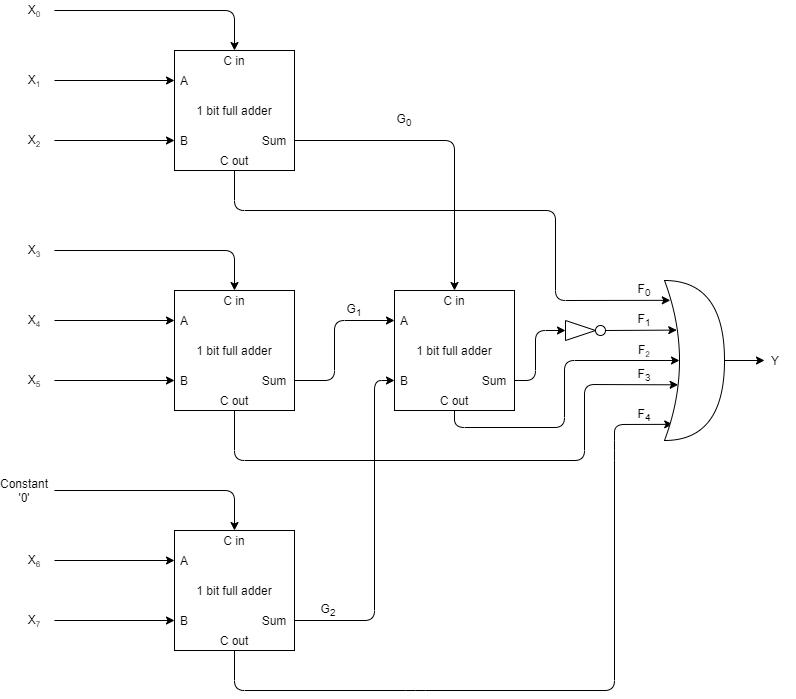 X₀
C in
X₁
A
1 bit full adder
G₀
X₂
B
Sum
C out
X₃
F₀
C in
C in
G₁
F₁
X₄
A
A
1 bit full adder
1 bit full adder
F₂
Y
F₃
X₅
B
Sum
B
Sum
C out
C out
F₄
Constant
'0'
C in
X₆
A
1 bit full adder
G₂
X₇
B
Sum
C out